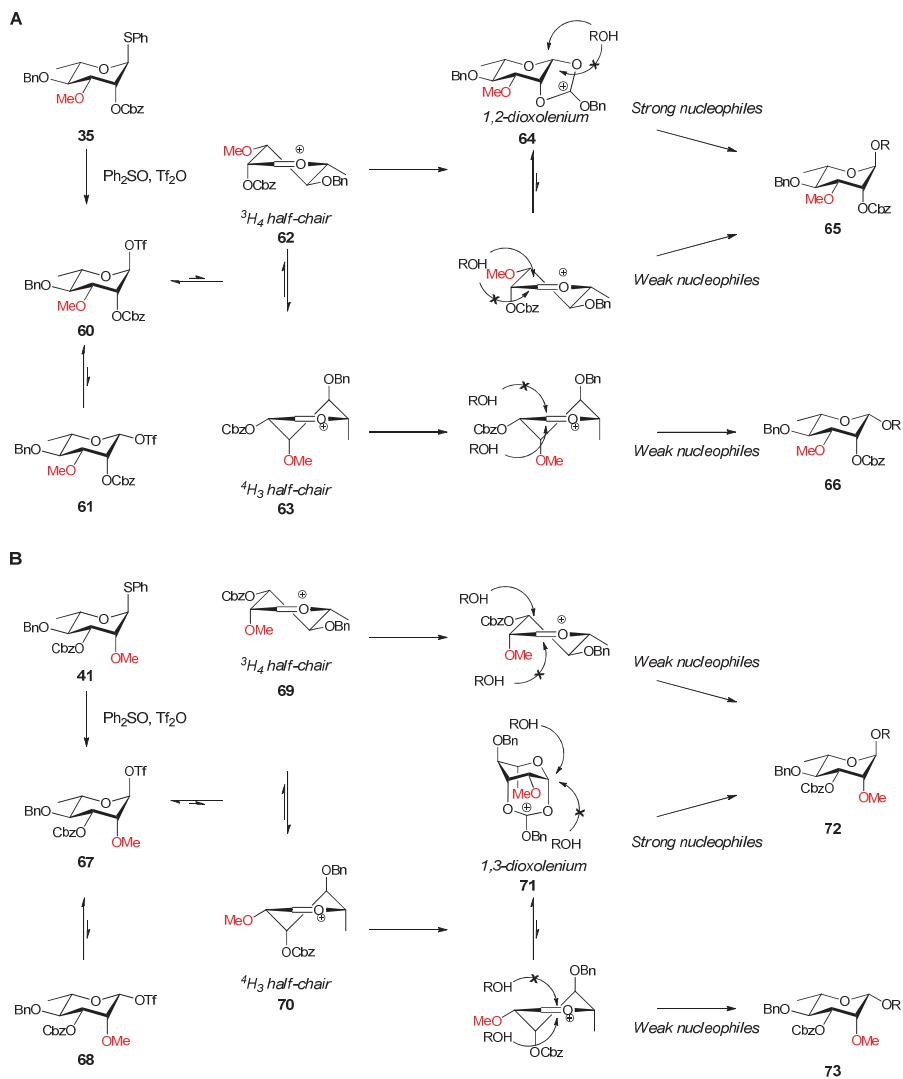 A
SPh
O
BnO
MeO
OCbz
35
Ph2SO, Tf2O
OTf
O
BnO
MeO
OCbz
60
O
OTf
BnO
MeO
OCbz
61
MeO
⊕
O
OCbz
OBn
3H4 half-chair
62
OBn
CbzO
O
⊕
OMe
4H3 half-chair
63
ROH
O
O
x
BnO
MeO
⊕
O
OBn
1,2-dioxolenium
64
ROH
MeO
⊕
O
x
OCbz
OBn
OBn
x
ROH
CbzO
O
⊕
ROH
OMe
Strong nucleophiles
Weak nucleophiles
Weak nucleophiles
OR
O
BnO
MeO
OCbz
65
O
OR
BnO
MeO
OCbz
66
B
SPh
O
BnO
CbzO
OMe
41
Ph2SO, Tf2O
OTf
O
BnO
CbzO
OMe
67
O
OTf
BnO
CbzO
OMe
68
CbzO
⊕
O
OMe
OBn
3H4 half-chair
69
OBn
MeO
O
⊕
OCbz
4H3 half-chair
70
ROH
CbzO
⊕
O
OMe
OBn
x
ROH
ROH
OBn
O
MeO
x
O
⊕
O
OBn
ROH
1,3-dioxolenium
71
OBn
x
ROH
MeO
O
⊕
ROH
OCbz
Weak nucleophiles
Strong nucleophiles
Weak nucleophiles
OR
O
BnO
CbzO
OMe
72
O
OR
BnO
CbzO
OMe
73